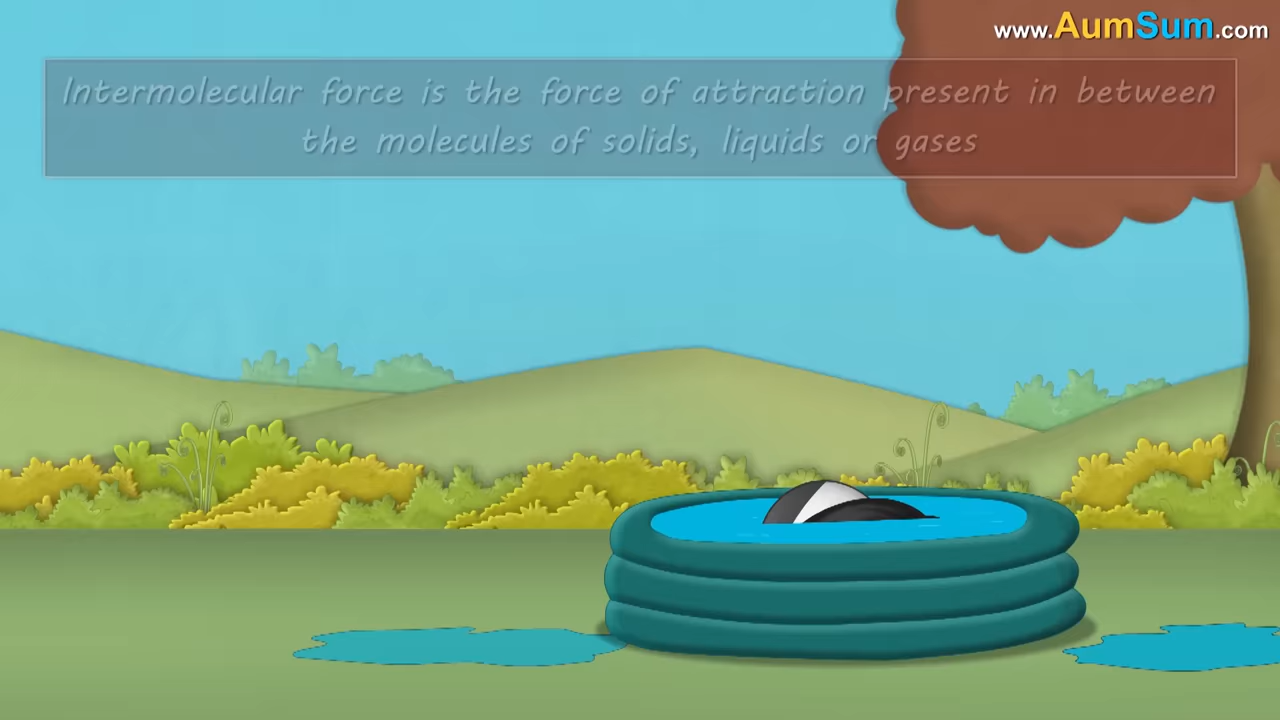 www.AumSum.com
Intermolecular force is the force of attraction present in between
the molecules of solids, liquids or gases